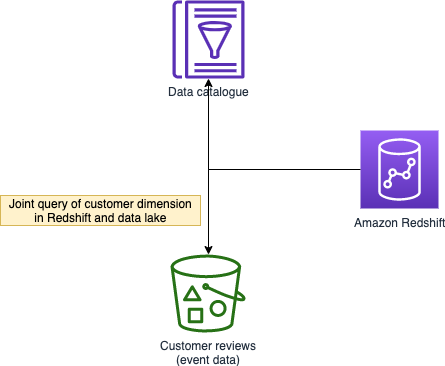 Data catalogue
Joint query of customer dimension
in Redshift and data lake
Amazon Redshift
Customer reviews
(event data)